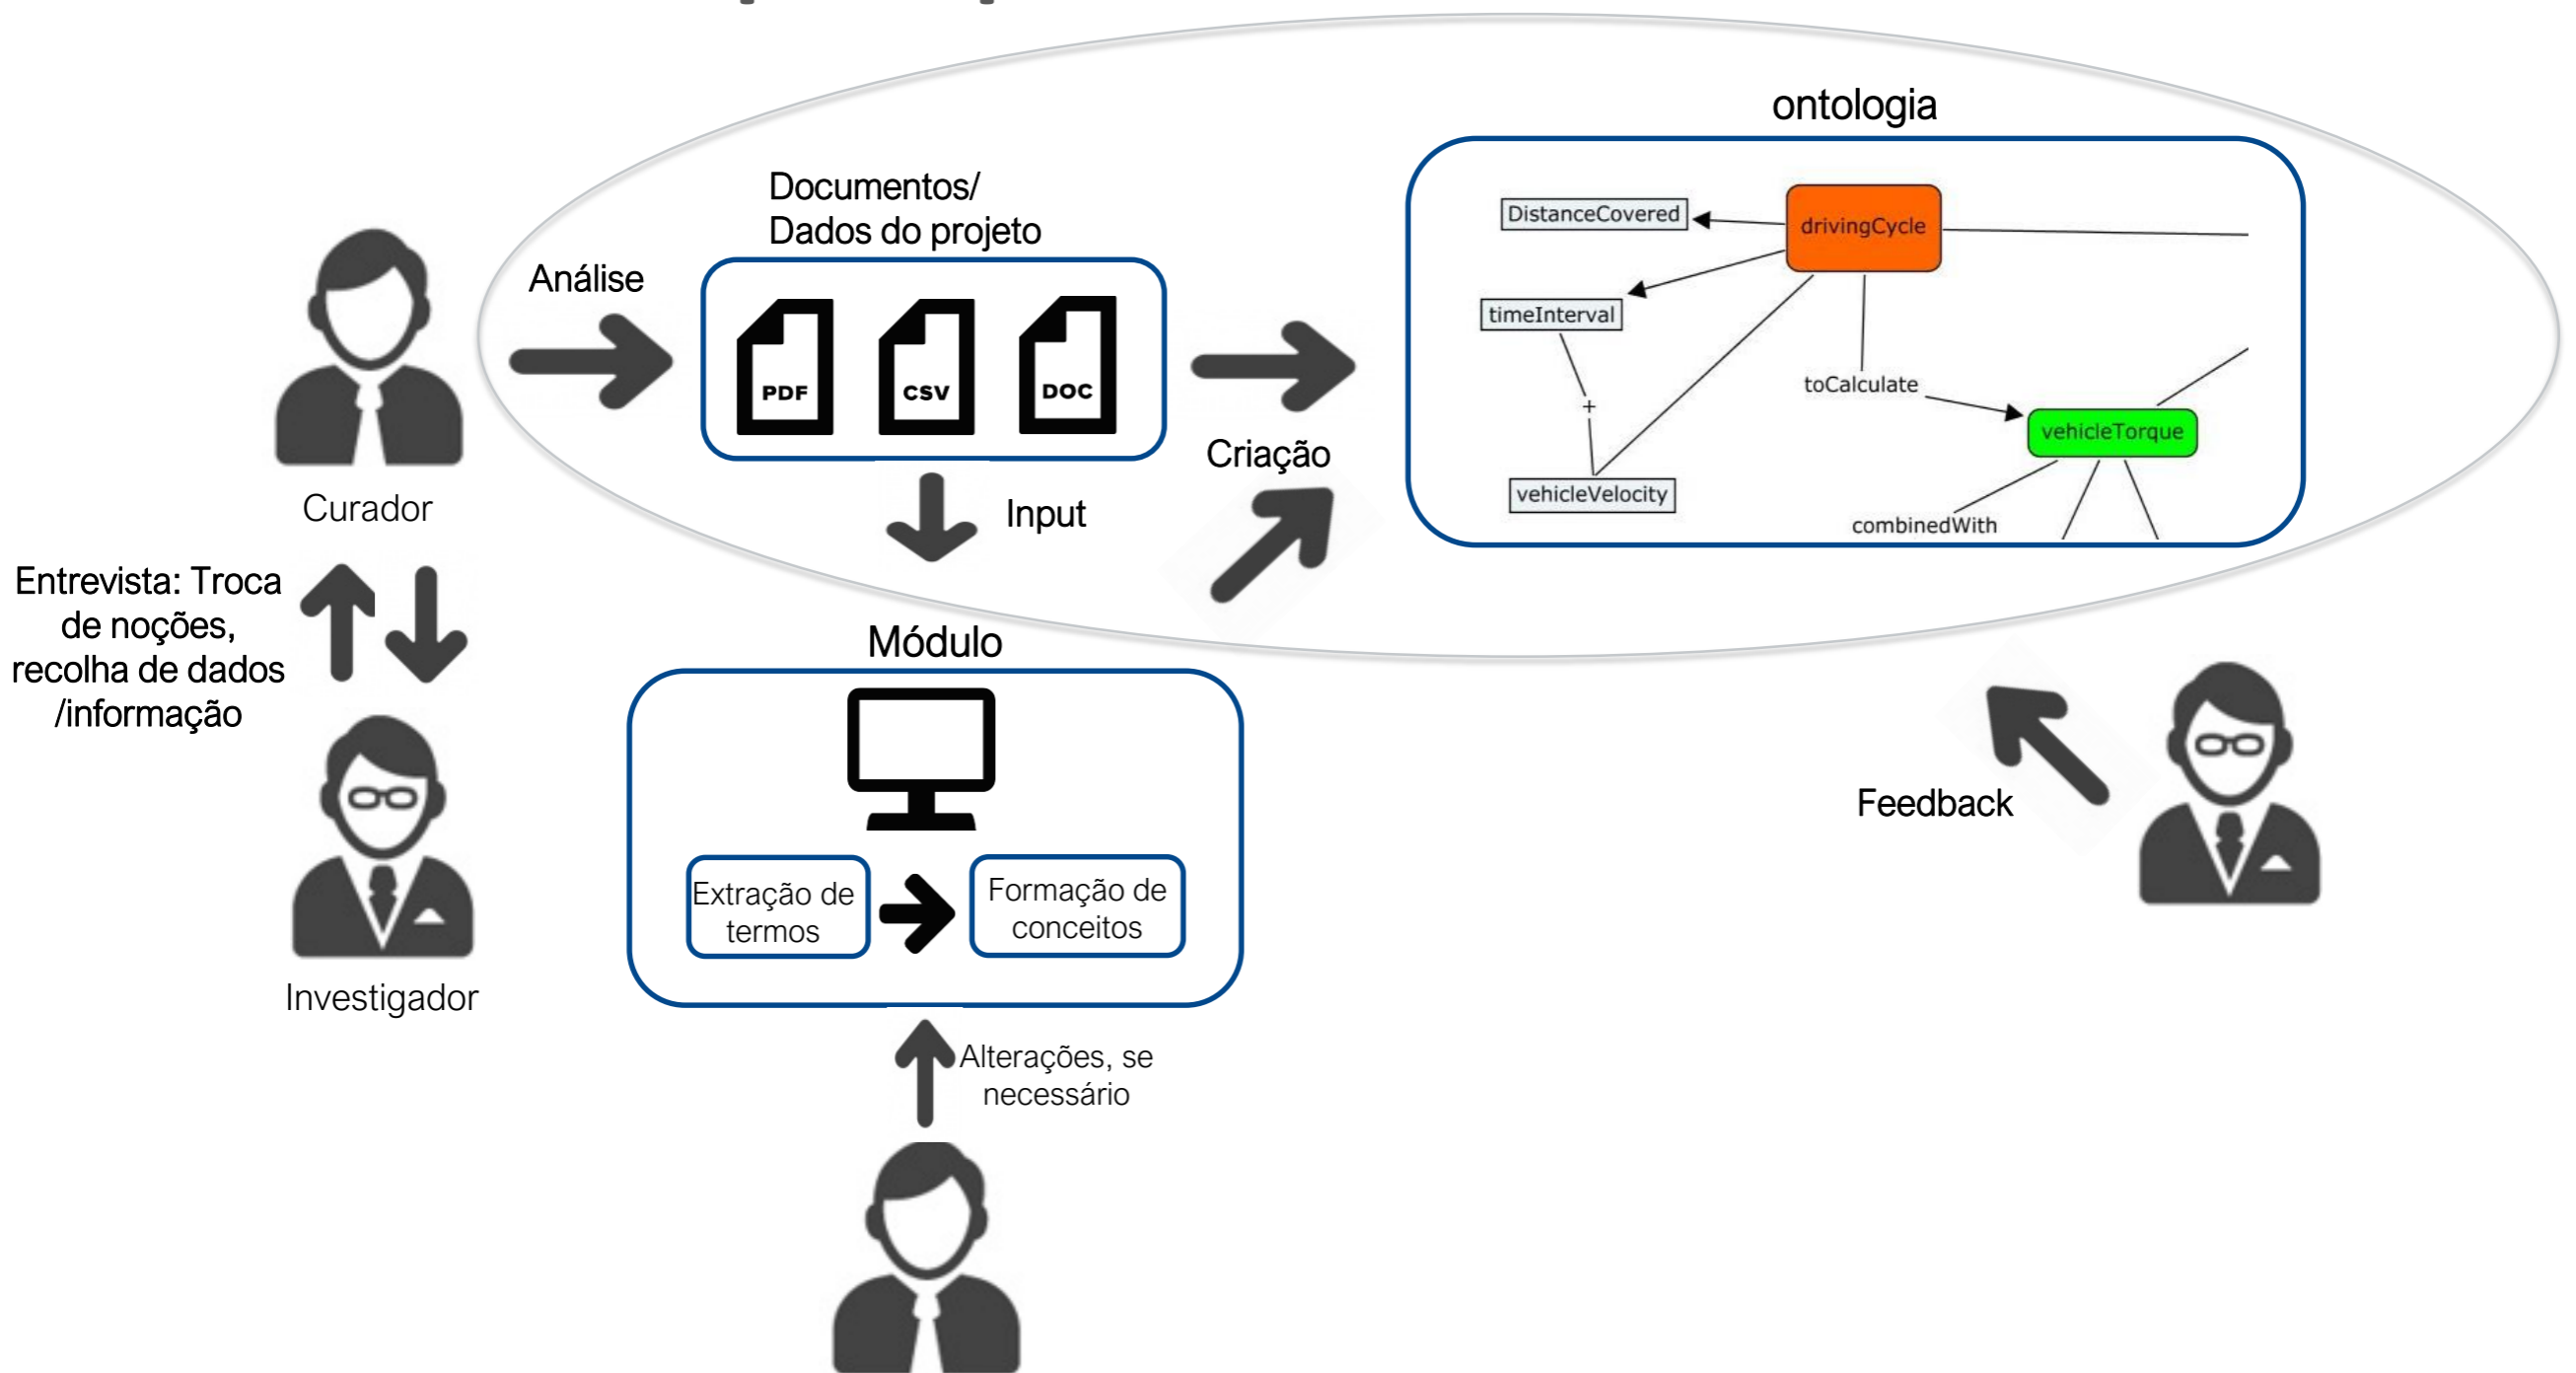 ontologia
Documentos/
Dados do projeto
Análise
PDF
CSV
DOC
Criação
Input
DistanceCovered
drivingCycle
timeInterval
toCalculate
+
vehicleTorque
vehicleVelocity
combinedWith
Curador
Entrevista: Troca
de noções,
recolha de dados
/informação
Investigador
Módulo
Extração de
termos
Formação de
conceitos
Alterações, se
necessário
Feedback